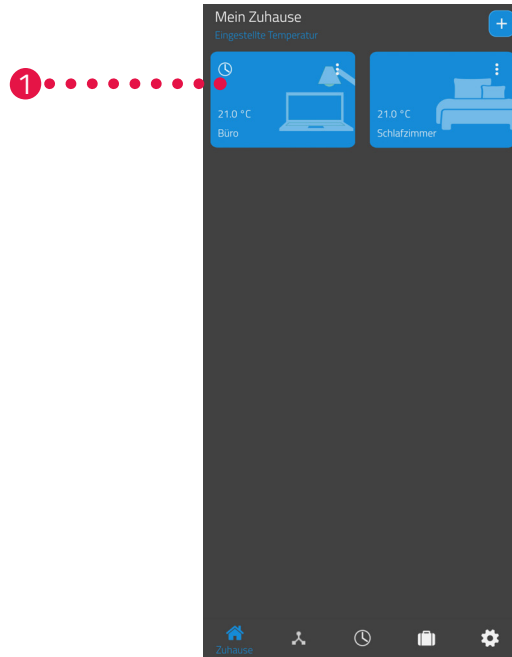 Mein Zuhause
Eingestellte Temperatur
+
1
21.0 °C
Büro
21.0 °C
Schlafzimmer
Zuhause